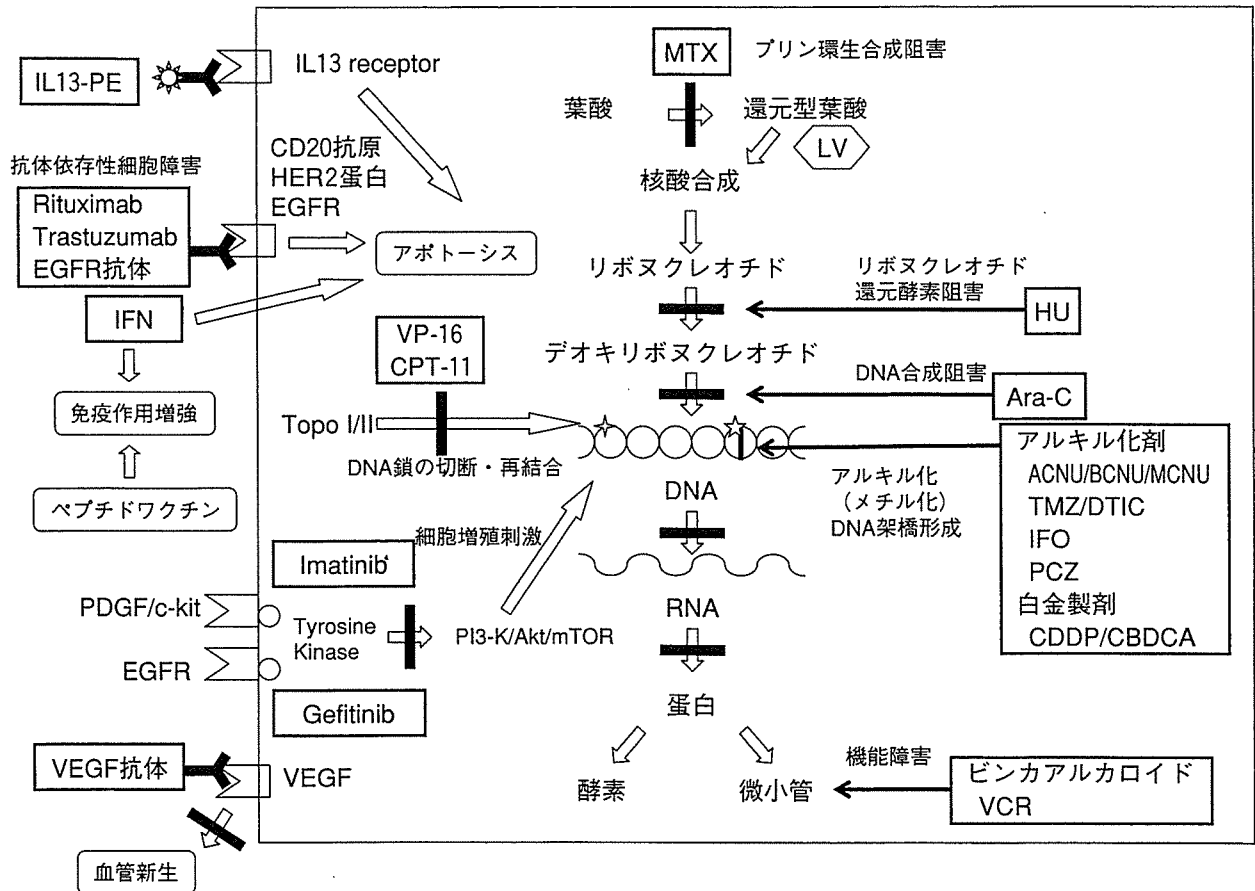 IL13-PE
IL13 receptor
MTX
プリン環生合成阻害
葉酸
還元型葉酸
LV
核酸合成
抗体依存性細胞障害
Rituximab
Trastuzumab
EGFR抗体
CD20抗原
HER2蛋白
EGFR
アポトーシス
IFN
免疫作用増強
ペプチドワクチン
リボヌクレオチド
リボヌクレオチド
還元酵素阻害
HU
VP-16
CPT-11
デオキリボヌクレオチド
DNA合成阻害
Ara-C
Topo I/II
DNA鎖の切断・再結合
DNA
アルキル化
（メチル化）
DNA架橋形成
アルキル化剤
ACNU/BCNU/MCNU
TMZ/DTIC
IFO
PCZ
白金製剤
CDDP/CBDCA
細胞増殖刺激
Imatinib
PDGF/c-kit
Tyrosine
Kinase
PI3-K/Akt/mTOR
RNA
EGFR
Gefitinib
蛋白
VEGF抗体
VEGF
酵素
微小管
機能障害
ビンカアルカロイド
VCR
血管新生